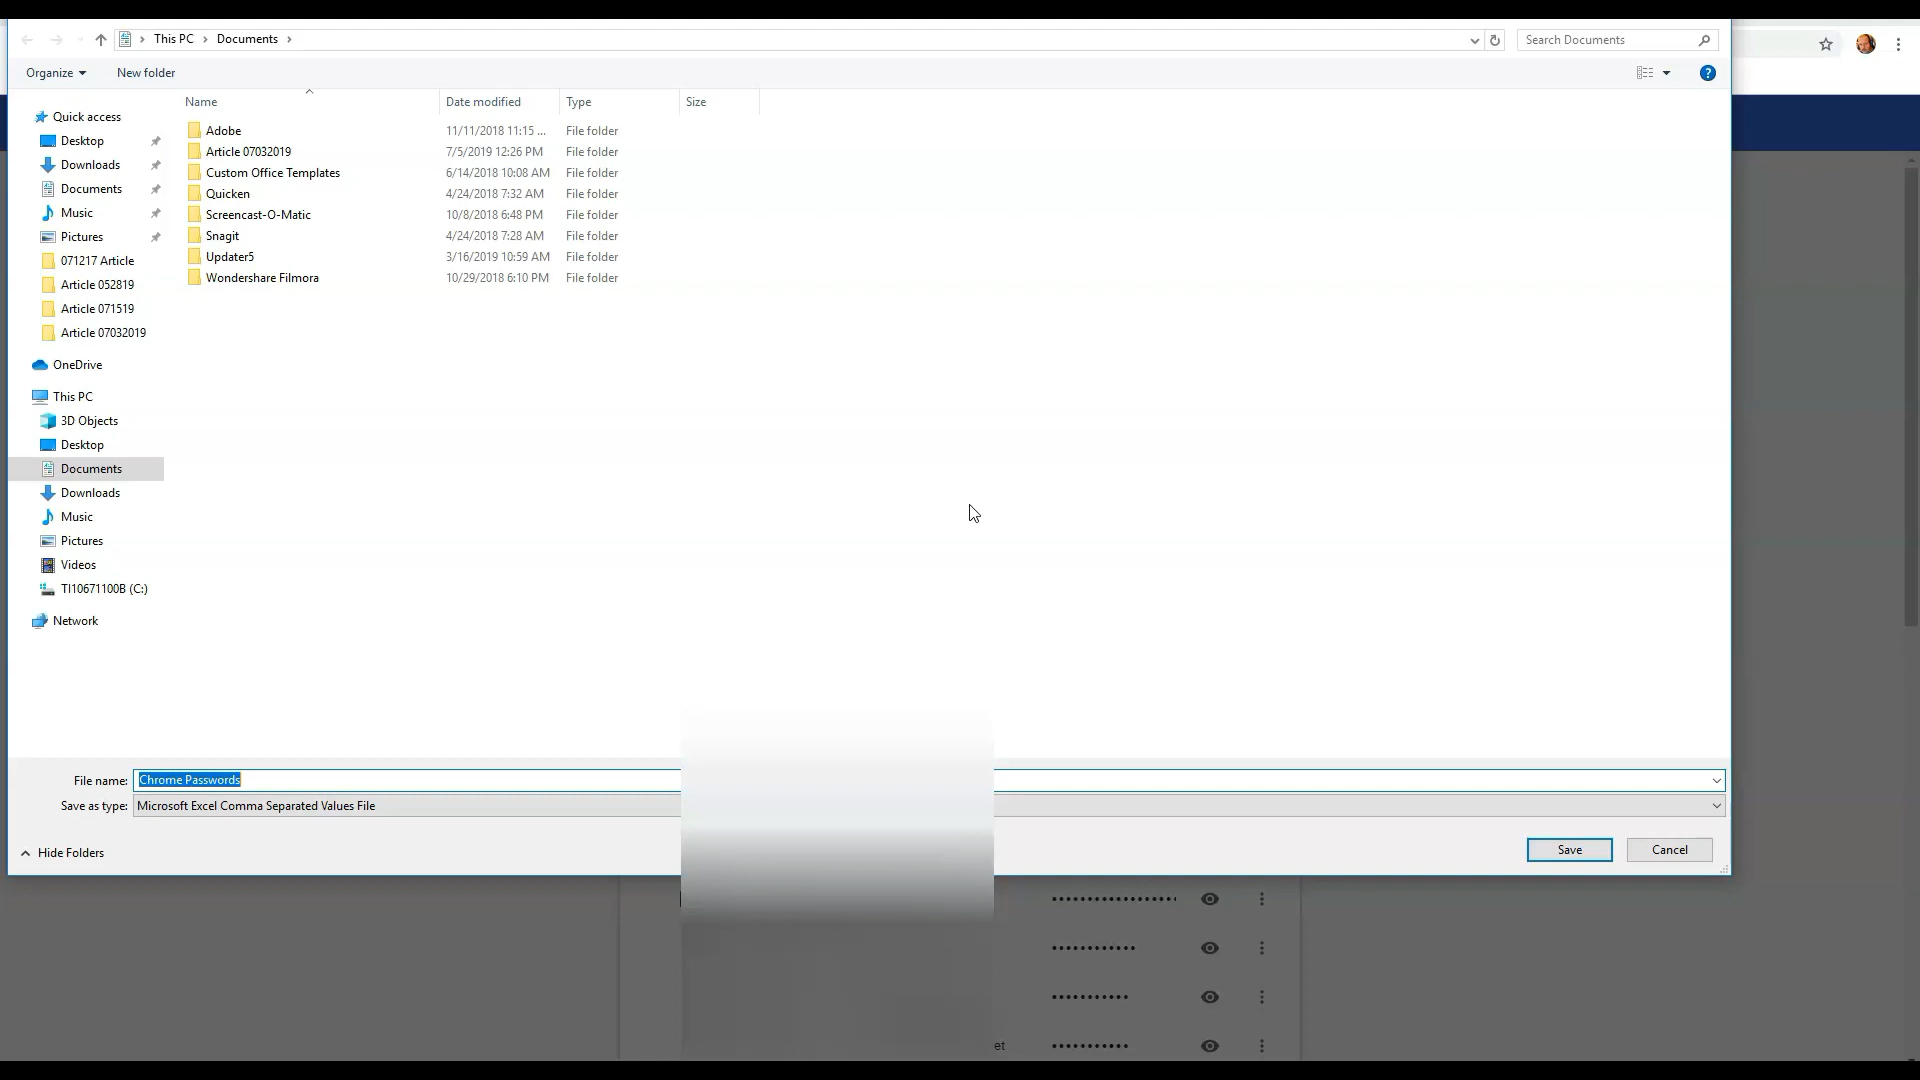 This PC > Documents >
Search Documents
Organize
New folder
Name
Date modified
Type
Size
Adobe 11/11/2018 11:15 ... File folder
Article 07032019 7/5/2019 12:26 PM File folder
Custom Office Templates 6/14/2018 10:08 AM File folder
Quicken 4/24/2018 7:32 AM File folder
Screencast-O-Matic 10/8/2018 6:48 PM File folder
Snagit 4/24/2018 7:28 AM File folder
Updater5 3/16/2019 10:59 AM File folder
Wondershare Filmora 10/29/2018 6:10 PM File folder
Quick access
Desktop
Downloads
Documents
Music
Pictures
071217 Article
Article 052819
Article 071519
Article 07032019
OneDrive
This PC
3D Objects
Desktop
Documents
Downloads
Music
Pictures
Videos
TI10671100B (C:)
Network
File name: Chrome Passwords
Save as type: Microsoft Excel Comma Separated Values File
Hide Folders
Save
Cancel
et